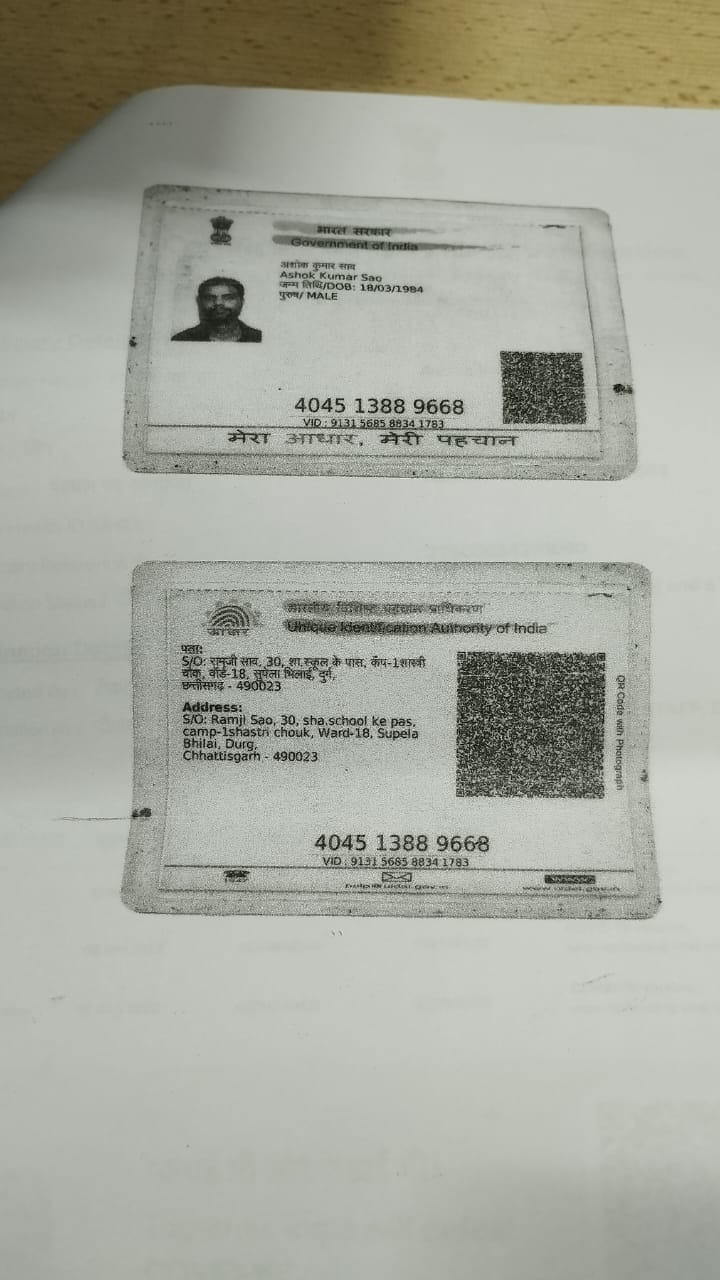 भारत सरकार
Government of India
अशोक कुमार साव
Ashok Kumar Sao
जन्म तिथि/DOB: 18/03/1984
पुरुष/ MALE
4045 1388 9668
VID : 9131 5685 8834 1783
मेरा आधार, मेरी पहचान
भारतीय विशिष्ट पहचान प्राधिकरण
Unique Identification Authority of India
आधार
पता:
S/O: रामजी साव, 30, शा.स्कूल के पास, कॅंप-1शास्त्री
चौक, वार्ड-18, सुपेला भिलाई, दुर्ग,
छत्तीसगढ़ - 490023
Address:
S/O: Ramji Sao, 30, sha.school ke pas,
camp-1shastri chouk, Ward-18, Supela
Bhilai, Durg,
Chhattisgarh - 490023
QR Code with Photograph
4045 1388 9668
VID : 9131 5685 8834 1783
1947
help@uidai.gov.in
www.uidai.gov.in